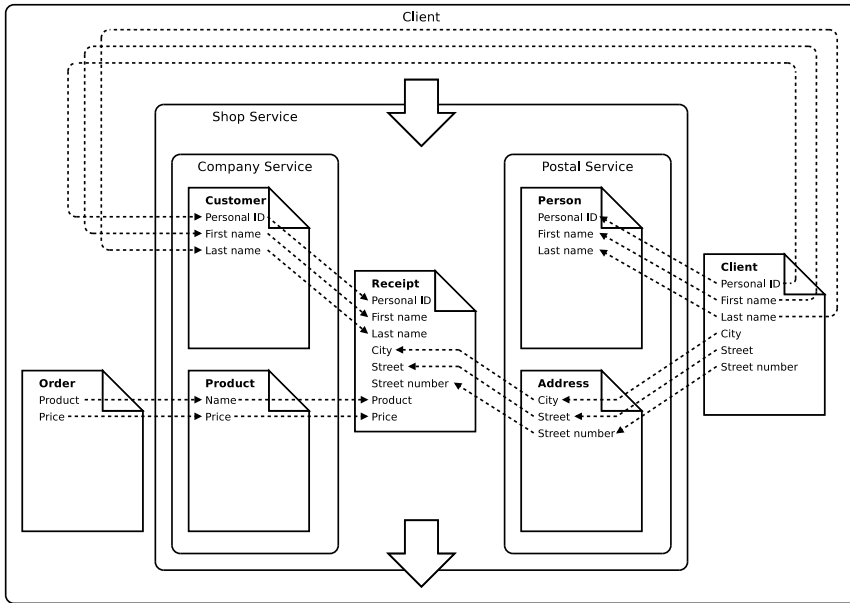 Client
Shop Service
Company Service
Postal Service
Customer
Personal ID
First name
Last name
Person
Personal ID
First name
Last name
Receipt
Personal ID
First name
Last name
City
Street
Street number
Product
Price
Client
Personal ID
First name
Last name
City
Street
Street number
Order
Product
Price
Product
Name
Price
Address
City
Street
Street number